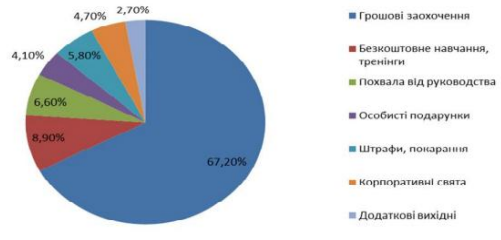 4,70%
2,70%
4,10%
5,80%
6,60%
8,90%
67,20%
Грошові заохочення
Безкоштовне навчання,
тренінги
Похвала від руководства
Особисті подарунки
Штрафи, покарання
Корпоративні свята
Додаткові вихідні